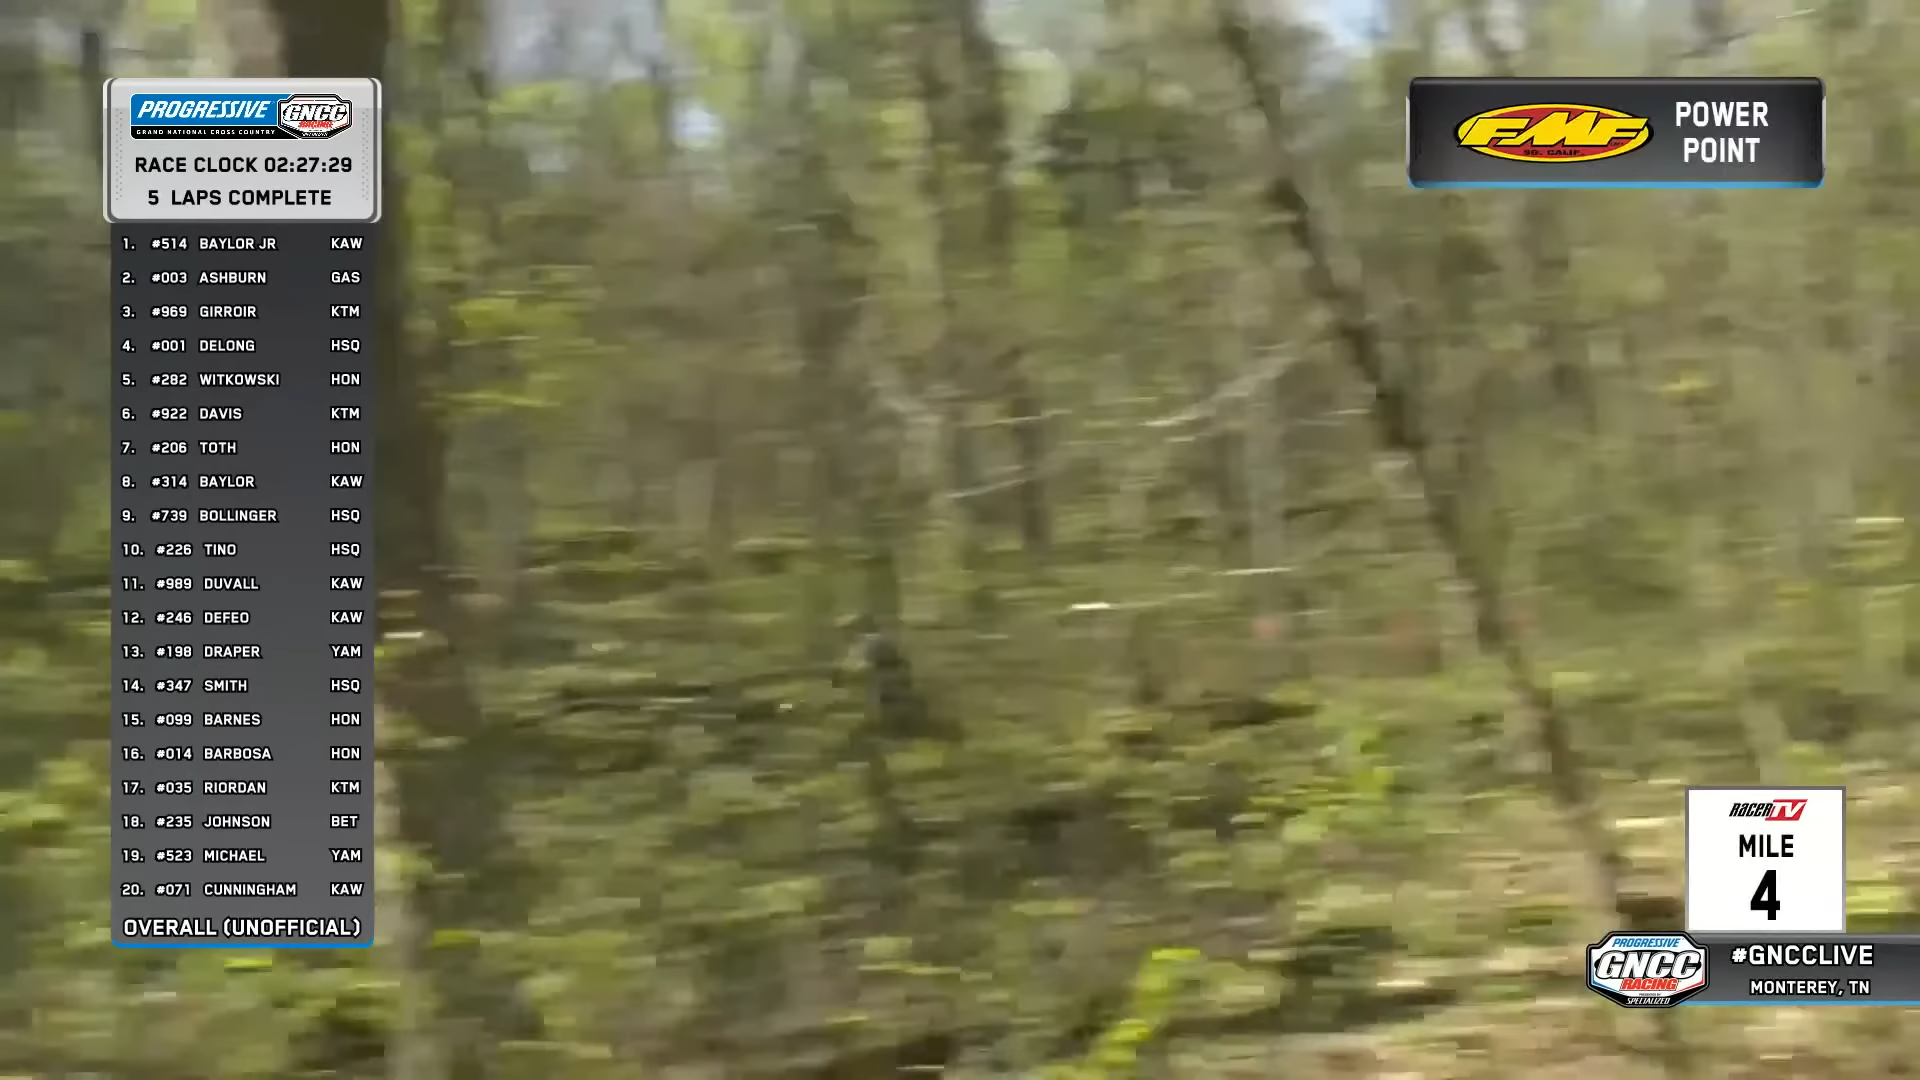 PROGRESSIVE GNCC RACING
GRAND NATIONAL CROSS COUNTRY
RACE CLOCK 02:27:29
5 LAPS COMPLETE
1. #514 BAYLOR JR KAW
2. #003 ASHBURN GAS
3. #969 GIRROIR KTM
4. #001 DELONG HSQ
5. #282 WITKOWSKI HON
6. #922 DAVIS KTM
7. #206 TOTH HON
8. #314 BAYLOR KAW
9. #739 BOLLINGER HSQ
10. #226 TINO HSQ
11. #989 DUVALL KAW
12. #246 DEFEO KAW
13. #198 DRAPER YAM
14. #347 SMITH HSQ
15. #099 BARNES HON
16. #014 BARBOSA HON
17. #035 RIORDAN KTM
18. #235 JOHNSON BET
19. #523 MICHAEL YAM
20. #071 CUNNINGHAM KAW
OVERALL (UNOFFICIAL)
FMF
SO. CALIF.
POWER
POINT
RACER TV
MILE
4
PROGRESSIVE
GNCC
RACING
SPECIALIZED
#GNCCLIVE
MONTEREY, TN